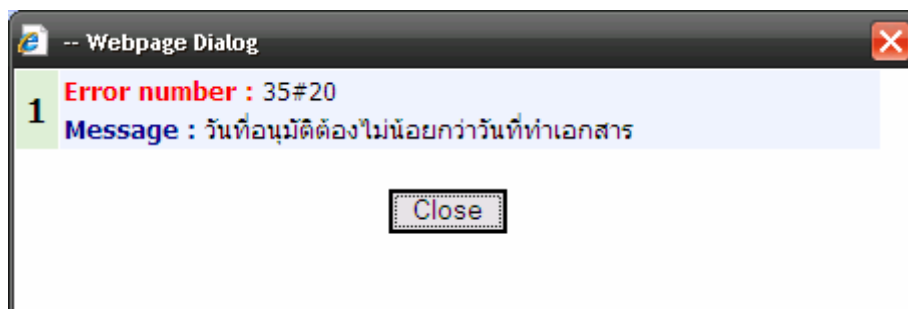 -- Webpage Dialog
1
Error number : 35#20
Message : วันที่อนุมัติต้องไม่น้อยกว่าวันที่ทำเอกสาร
Close